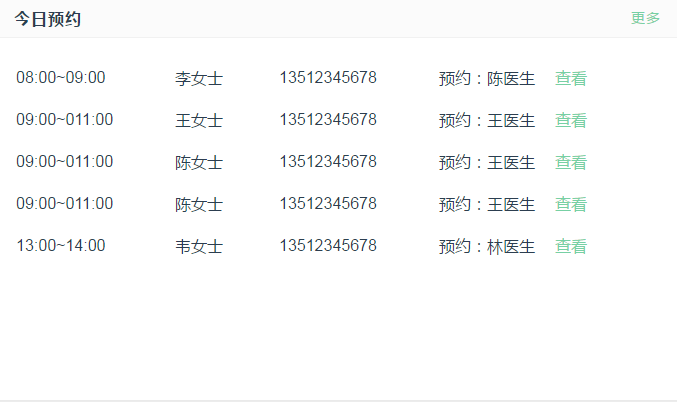 今日预约 更多
08:00~09:00 李女士 13512345678 预约：陈医生 查看
09:00~011:00 王女士 13512345678 预约：王医生 查看
09:00~011:00 陈女士 13512345678 预约：王医生 查看
09:00~011:00 陈女士 13512345678 预约：王医生 查看
13:00~14:00 韦女士 13512345678 预约：林医生 查看